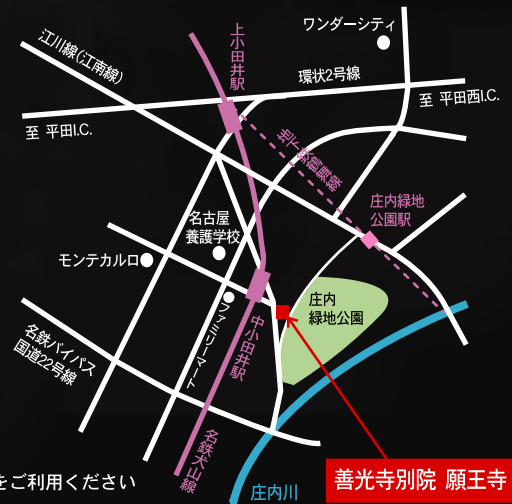 ワンダーシティ
上小田井駅
江川線(江南線)
環状2号線
至 平田西I.C.
至 平田I.C.
地下鉄鶴舞線
庄内緑地
公園駅
名古屋
養護学校
モンテカルロ
庄内
緑地公園
ファミリーマート
中小田井駅
名鉄バイパス
国道22号線
名鉄犬山線
庄内川
善光寺別院 願王寺
をご利用ください